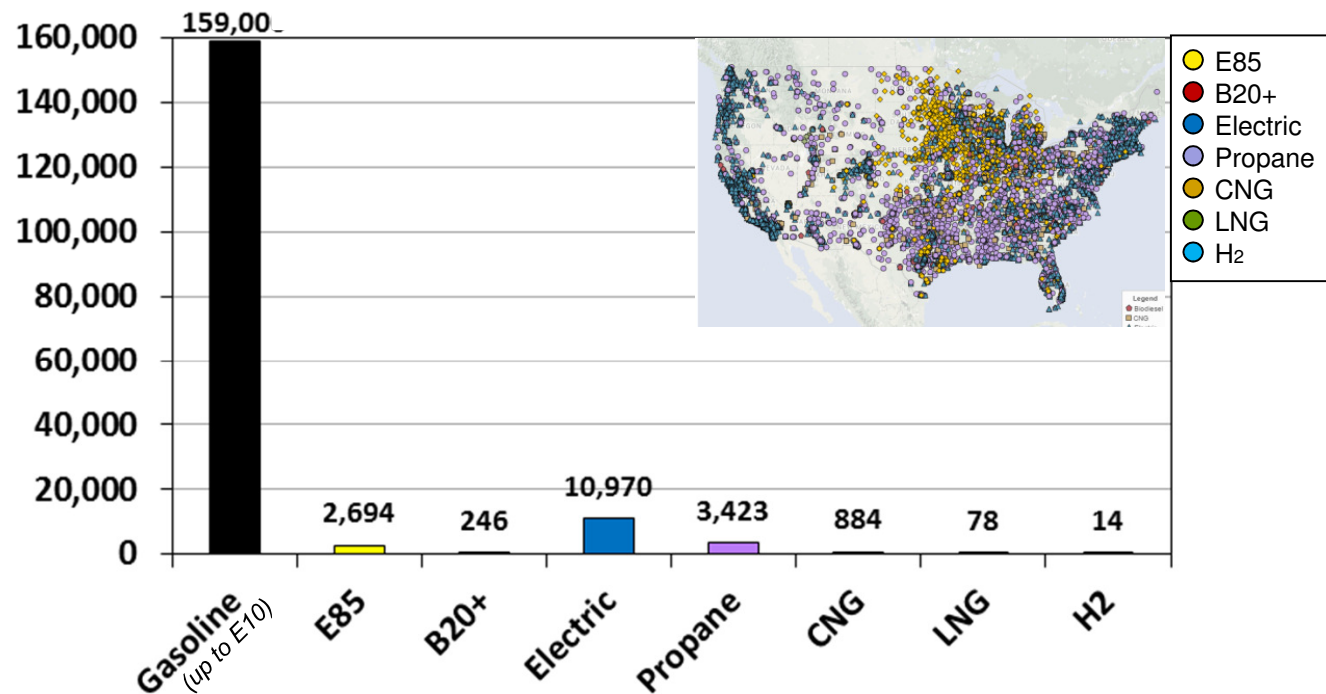 159,00
160,000
140,000
120,000
100,000
80,000
60,000
40,000
20,000
0
2,694
246
10,970
3,423
884
78
14
Gasoline
(up to E10)
E85
B20+
Electric
Propane
CNG
LNG
H2
E85
B20+
Electric
Propane
CNG
LNG
H2
Legend
Biodiesel
CNG